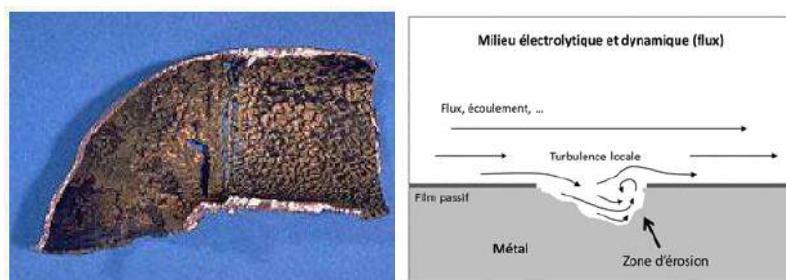 Milieu électrolytique et dynamique (flux)
Flux, écoulement, ...
Turbulence locale
Film passif
Métal
Zone d'érosion